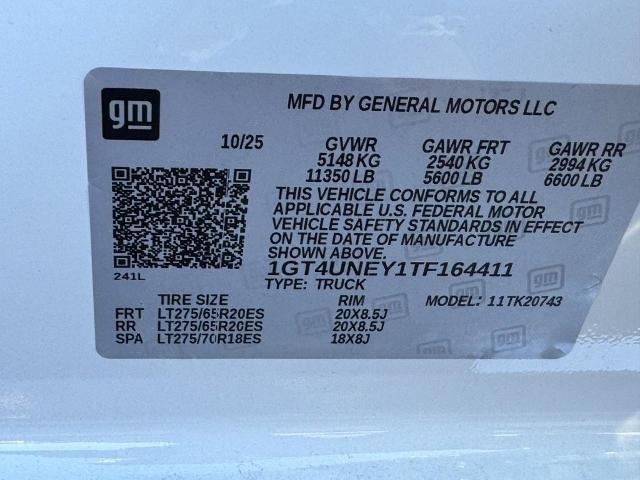 gm
MFD BY GENERAL MOTORS LLC
10/25 GVWR GAWR FRT GAWR RR
5148 KG 2540 KG 2994 KG
11350 LB 5600 LB 6600 LB
THIS VEHICLE CONFORMS TO ALL
APPLICABLE U.S. FEDERAL MOTOR
VEHICLE SAFETY STANDARDS IN EFFECT
ON THE DATE OF MANUFACTURE
SHOWN ABOVE.
1GT4UNEY1TF164411
241L
TYPE: TRUCK
TIRE SIZE RIM MODEL: 11TK20743
FRT LT275/65R20ES 20X8.5J
RR LT275/65R20ES 20X8.5J
SPA LT275/70R18ES 18X8J